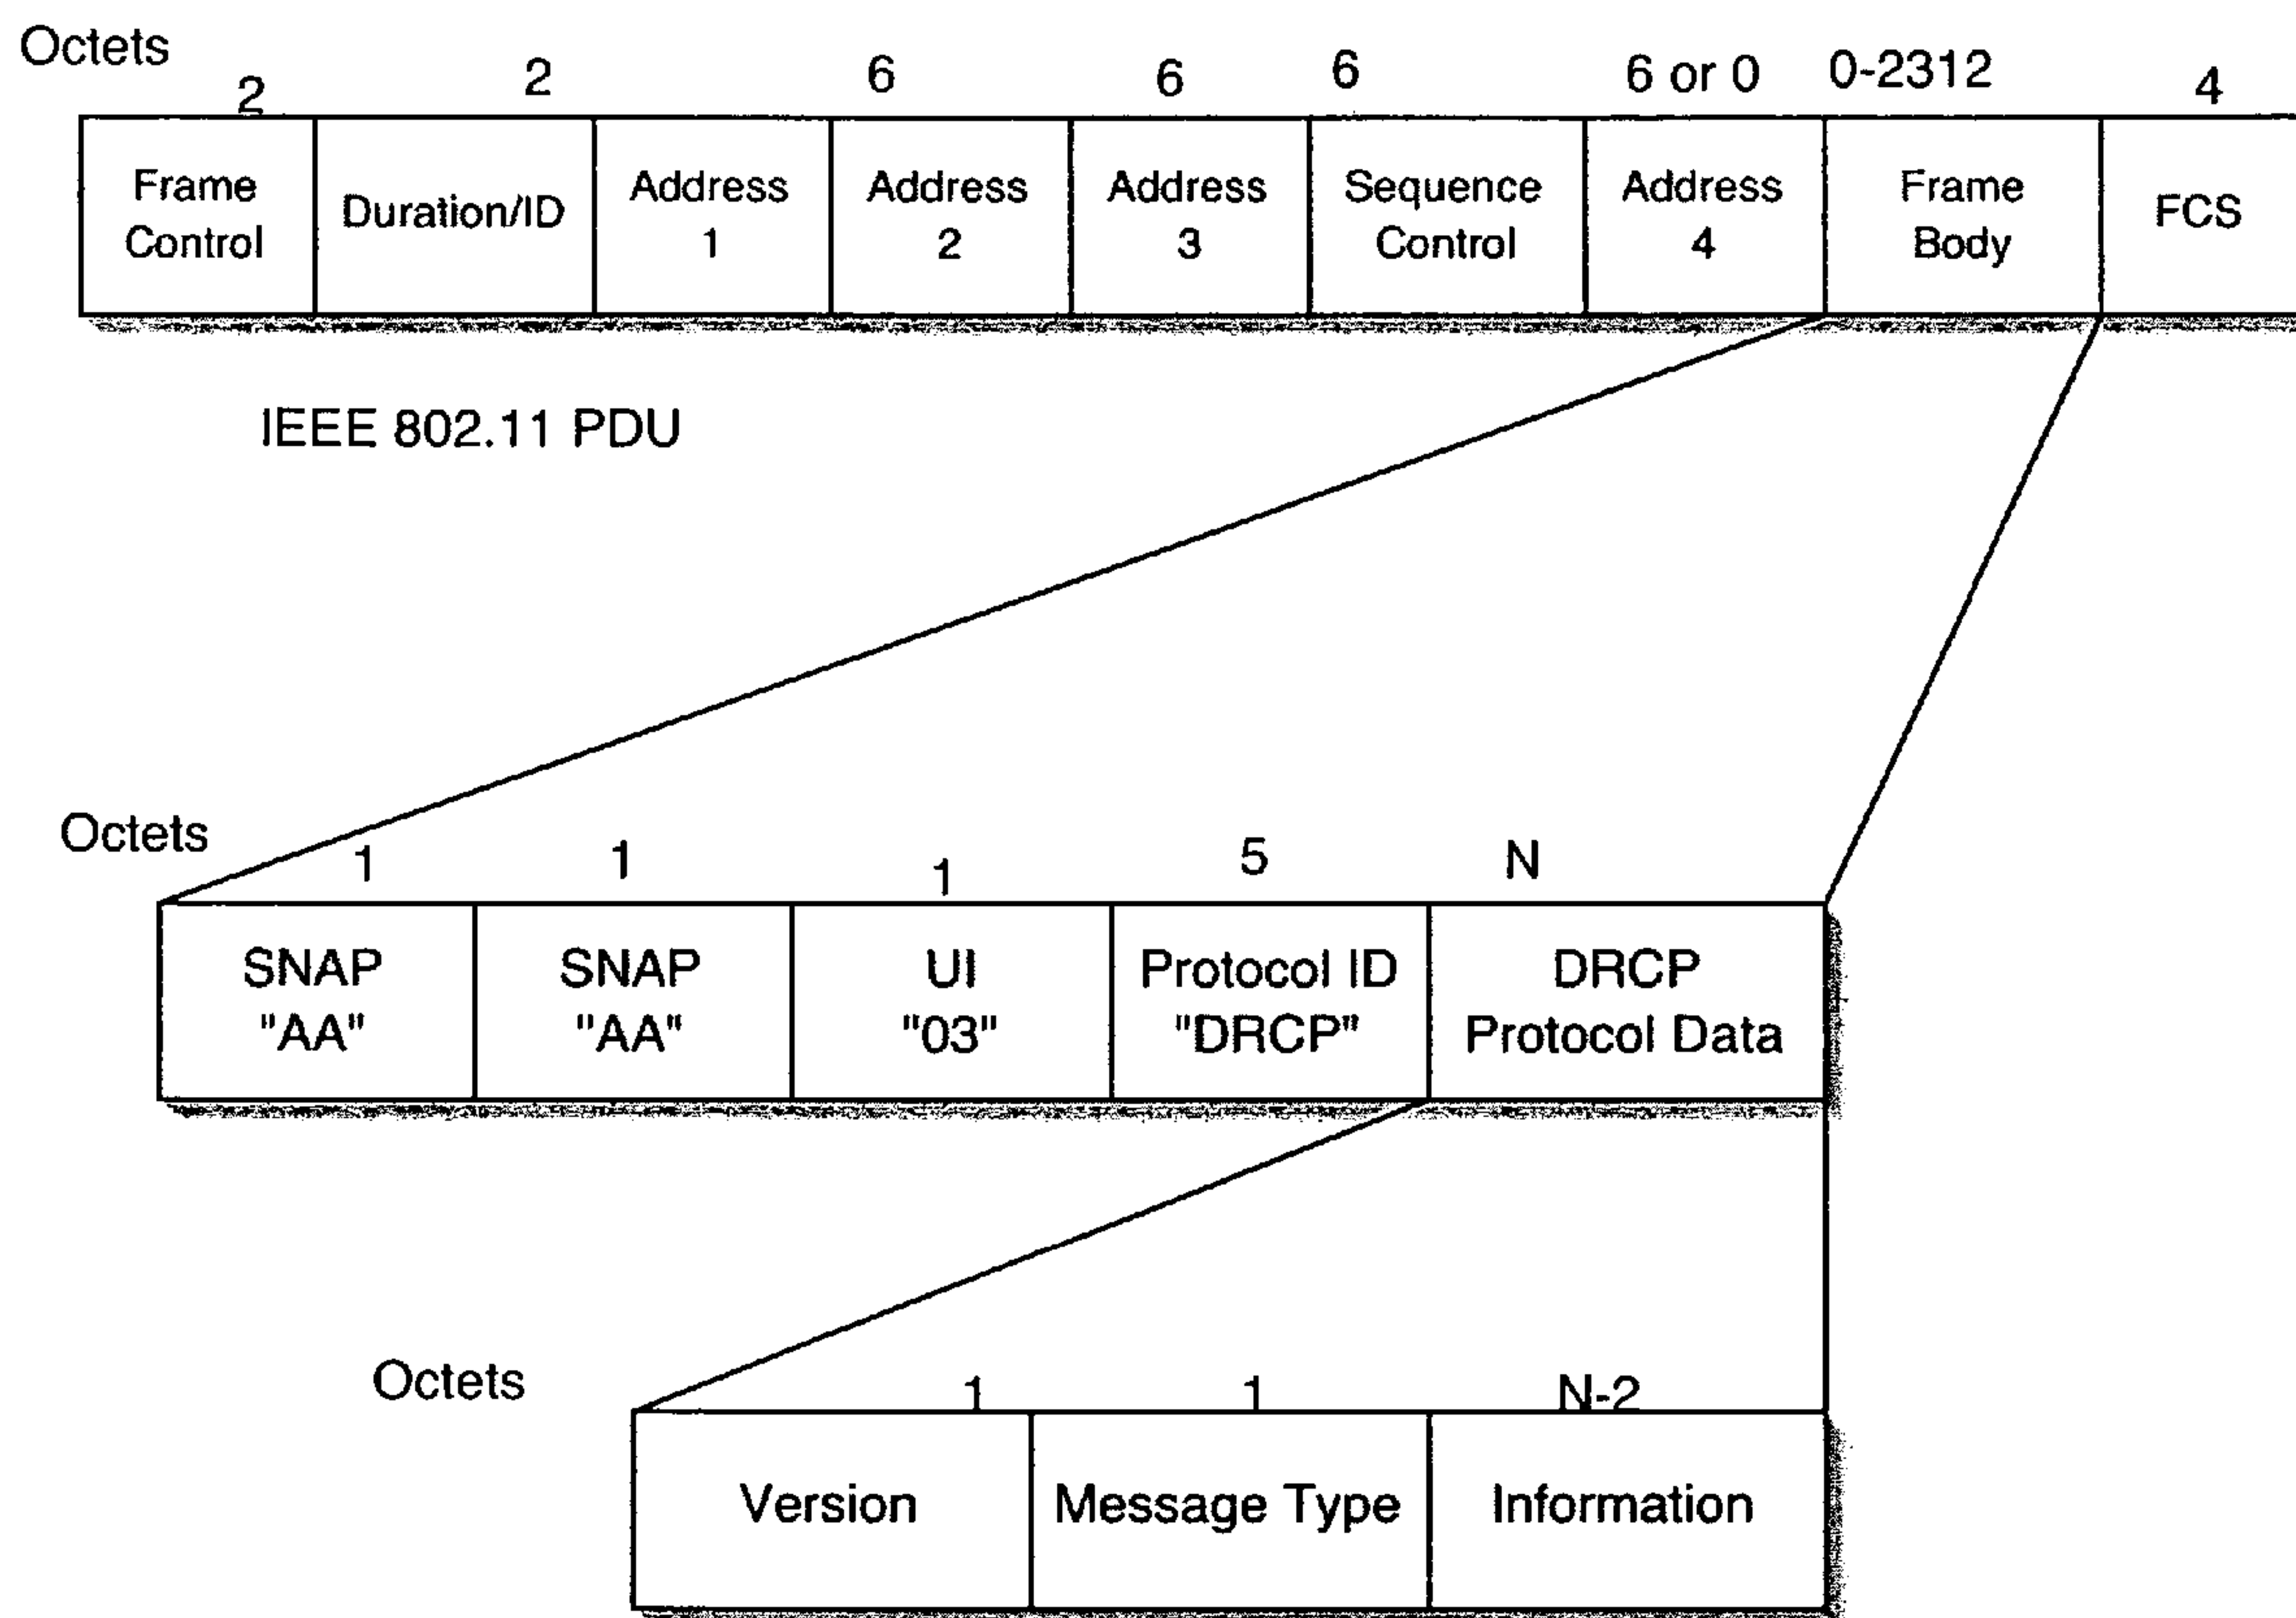 Octets
2 2 6 6 6 6 or 0 0-2312 4
Frame Control
Duration/ID
Address 1
Address 2
Address 3
Sequence Control
Address 4
Frame Body
FCS
IEEE 802.11 PDU
Octets
1 1 1 5 N
SNAP "AA"
SNAP "AA"
UI "03"
Protocol ID "DRCP"
DRCP Protocol Data
Octets
1 1 N-2
Version
Message Type
Information